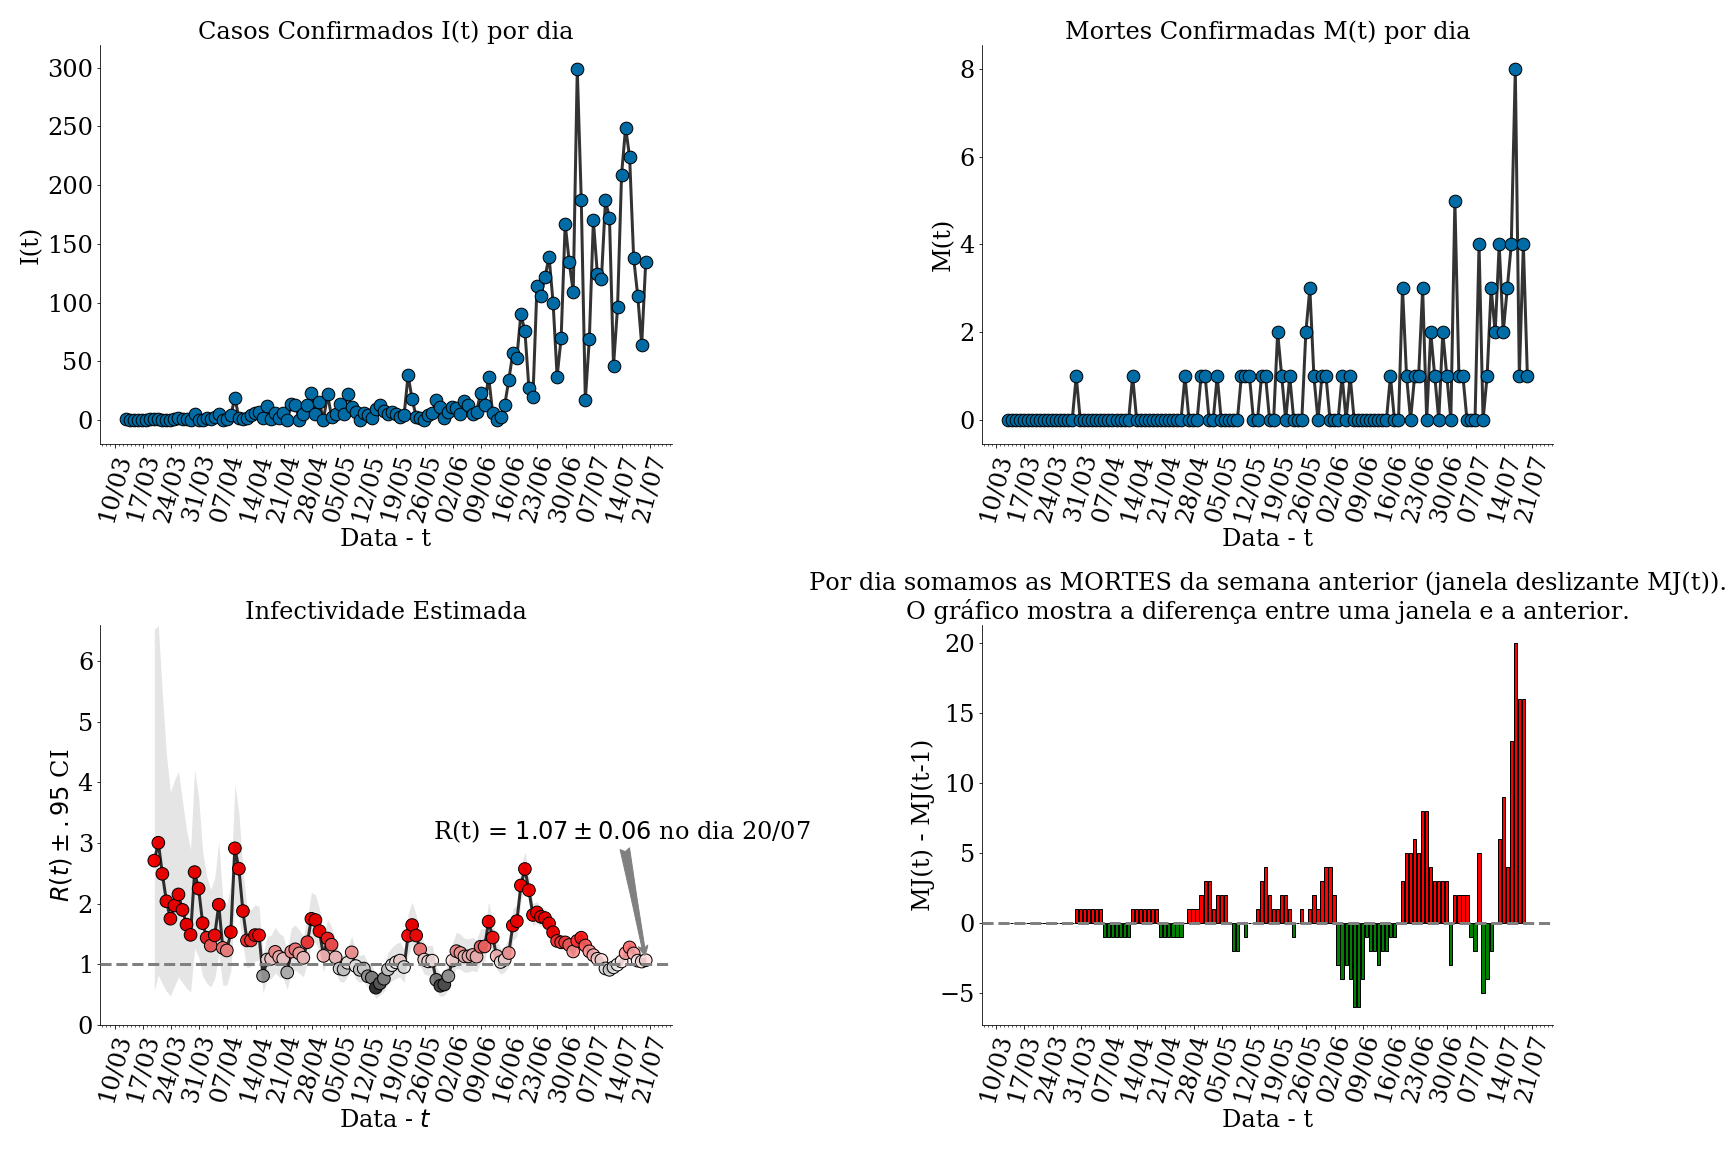 Casos Confirmados I(t) por dia
I(t)
300
250
200
150
100
50
0
10/03 17/03 24/03 31/03 07/04 14/04 21/04 28/04 05/05 12/05 19/05 26/05 02/06 09/06 16/06 23/06 30/06 07/07 14/07 21/07
Data - t
Mortes Confirmadas M(t) por dia
M(t)
8
6
4
2
0
10/03 17/03 24/03 31/03 07/04 14/04 21/04 28/04 05/05 12/05 19/05 26/05 02/06 09/06 16/06 23/06 30/06 07/07 14/07 21/07
Data - t
Infectividade Estimada
R(t) ± .95 CI
6
5
4
3
2
1
0
R(t) = 1.07 ± 0.06 no dia 20/07
10/03 17/03 24/03 31/03 07/04 14/04 21/04 28/04 05/05 12/05 19/05 26/05 02/06 09/06 16/06 23/06 30/06 07/07 14/07 21/07
Data - t
Por dia somamos as MORTES da semana anterior (janela deslizante MJ(t)).
O gráfico mostra a diferença entre uma janela e a anterior.
MJ(t) - MJ(t-1)
20
15
10
5
0
−5
10/03 17/03 24/03 31/03 07/04 14/04 21/04 28/04 05/05 12/05 19/05 26/05 02/06 09/06 16/06 23/06 30/06 07/07 14/07 21/07
Data - t